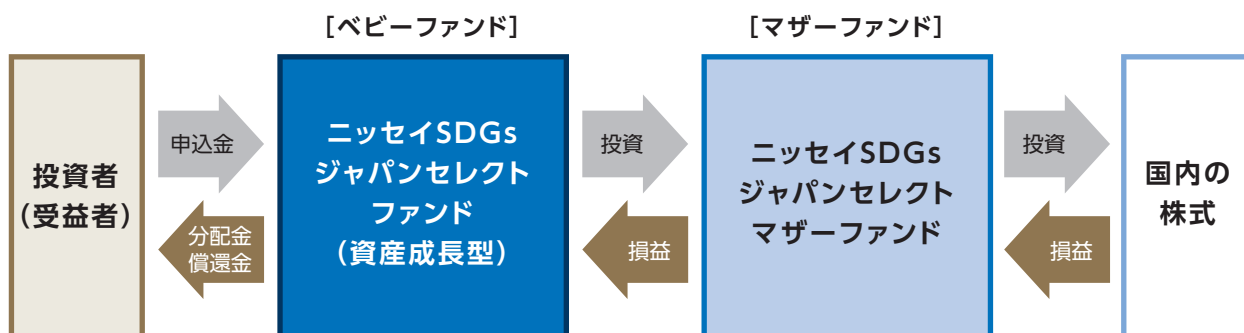 ［ベビーファンド］
［マザーファンド］
投資者
（受益者）
申込金
分配金
償還金
ニッセイSDGs
ジャパンセレクト
ファンド
（資産成長型）
投資
損益
ニッセイSDGs
ジャパンセレクト
マザーファンド
投資
損益
国内の
株式